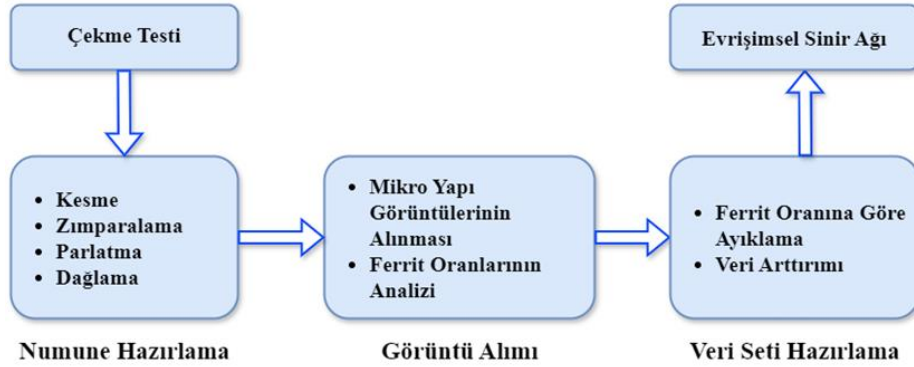 Çekme Testi
Evrişimsel Sinir Ağı
• Kesme
• Zımparalama
• Parlatma
• Dağlama
• Mikro Yapı
Görüntülerinin
Alınması
• Ferrit Oranlarının
Analizi
• Ferrit Oranına Göre
Ayıklama
• Veri Arttırımı
Numune Hazırlama
Görüntü Alımı
Veri Seti Hazırlama